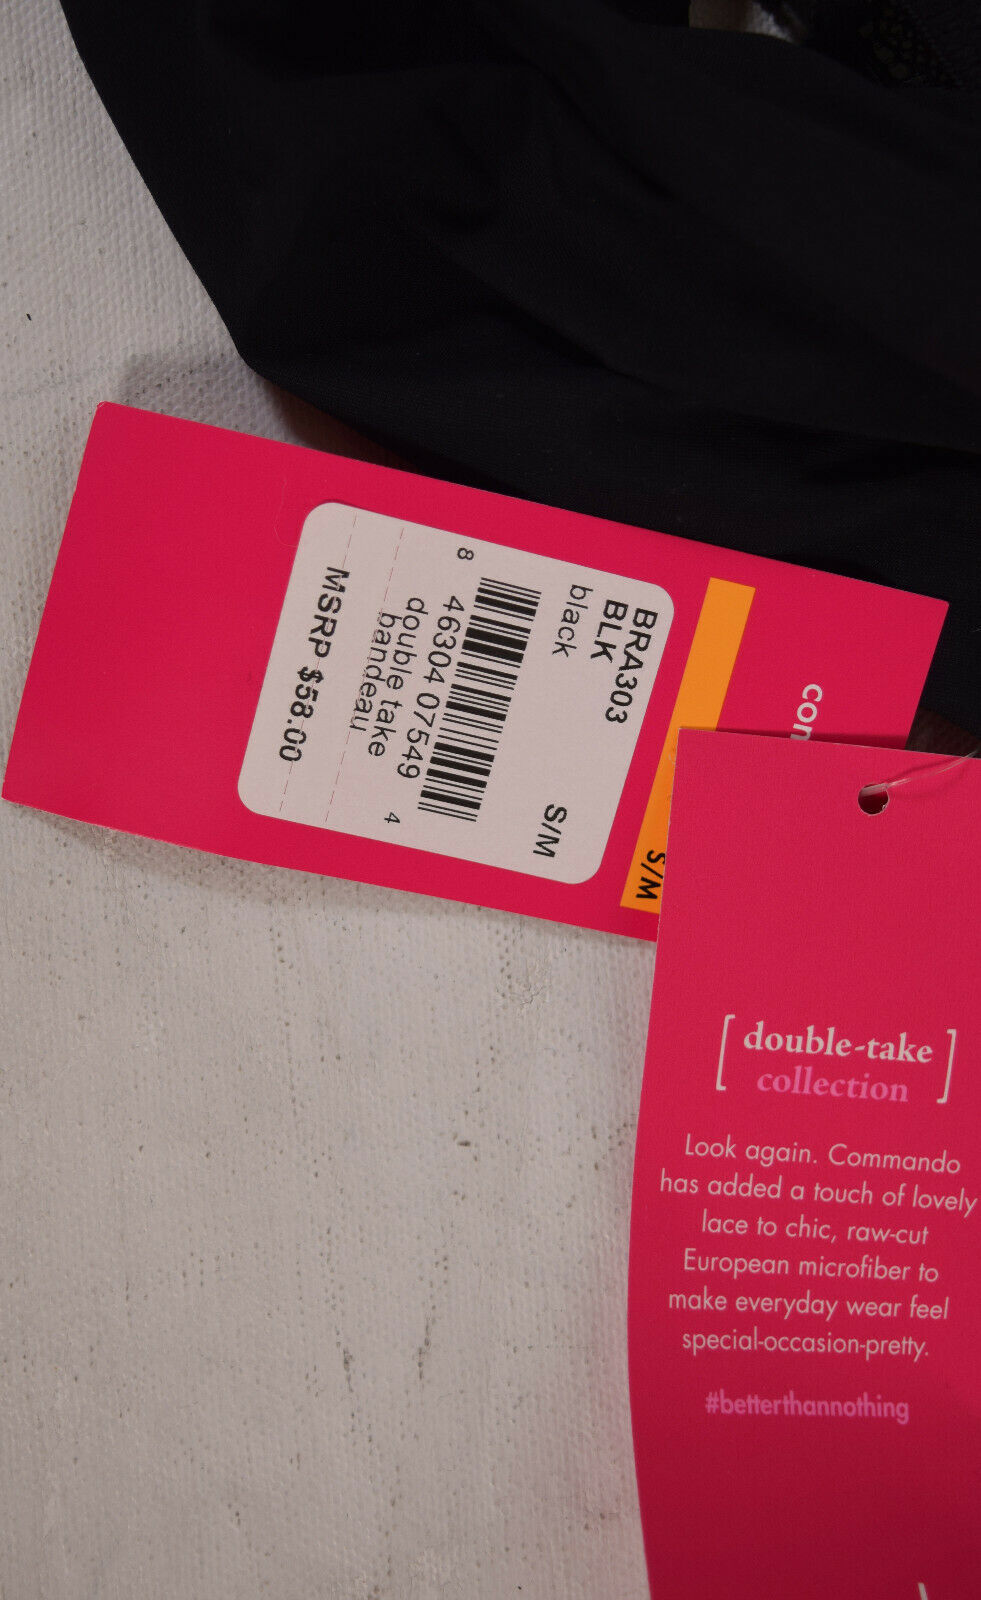 BRA303
BLK
black
S/M
8 46304 07549 4
double take
bandeau
MSRP $58.00
S/M
[double-take
collection]
Look again. Commando
has added a touch of lovely
lace to chic, raw-cut
European microfiber to
make everyday wear feel
special-occasion-pretty.
#betterthannothing